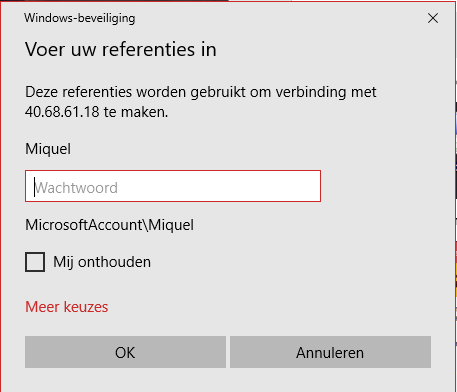 Windows-beveiliging
Voer uw referenties in
Deze referenties worden gebruikt om verbinding met
40.68.61.18 te maken.
Miquel
Wachtwoord
MicrosoftAccount\Miquel
Mij onthouden
Meer keuzes
OK
Annuleren